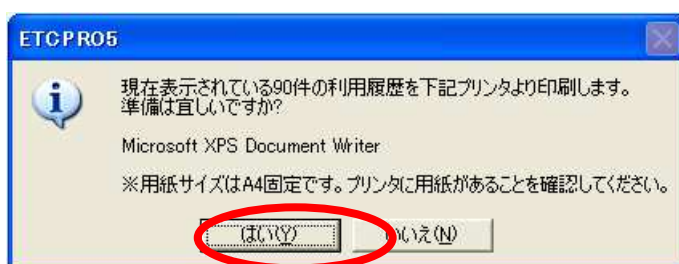 ETCPRO5
現在表示されている90件の利用履歴を下記プリンタより印刷します。
準備は宜しいですか?
Microsoft XPS Document Writer
※用紙サイズはA4固定です。プリンタに用紙があることを確認してください。
はい(Y) いいえ(N)